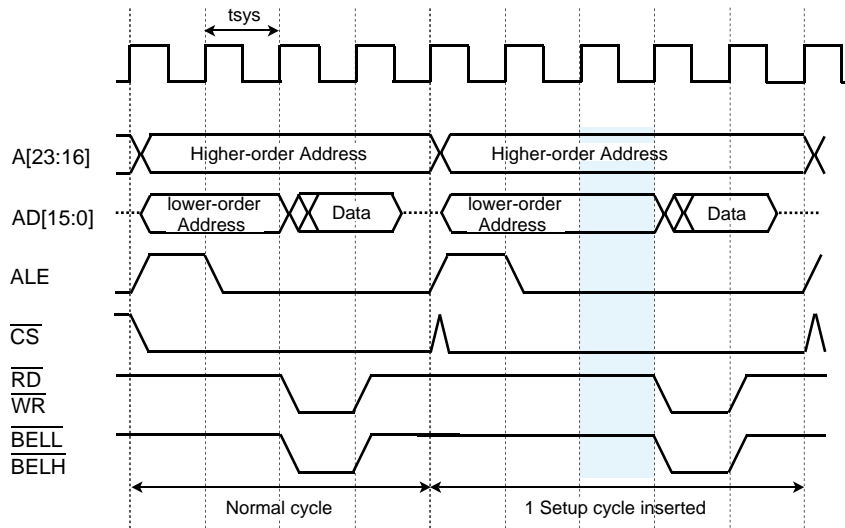 tsys
A[23:16]
Higher-order Address
Higher-order Address
AD[15:0]
lower-order
Address
Data
lower-order
Address
Data
ALE
CS
RD
WR
BELL
BELH
Normal cycle
1 Setup cycle inserted